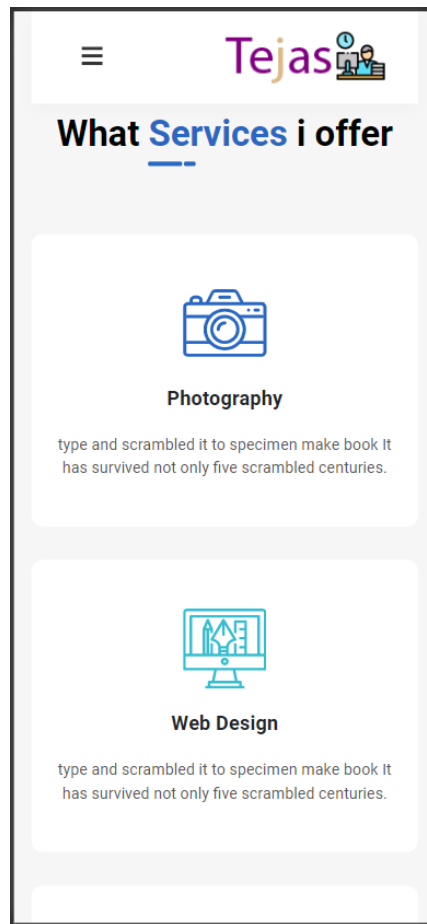 Tejas
What Services i offer
Photography
type and scrambled it to specimen make book It
has survived not only five scrambled centuries.
Web Design
type and scrambled it to specimen make book It
has survived not only five scrambled centuries.